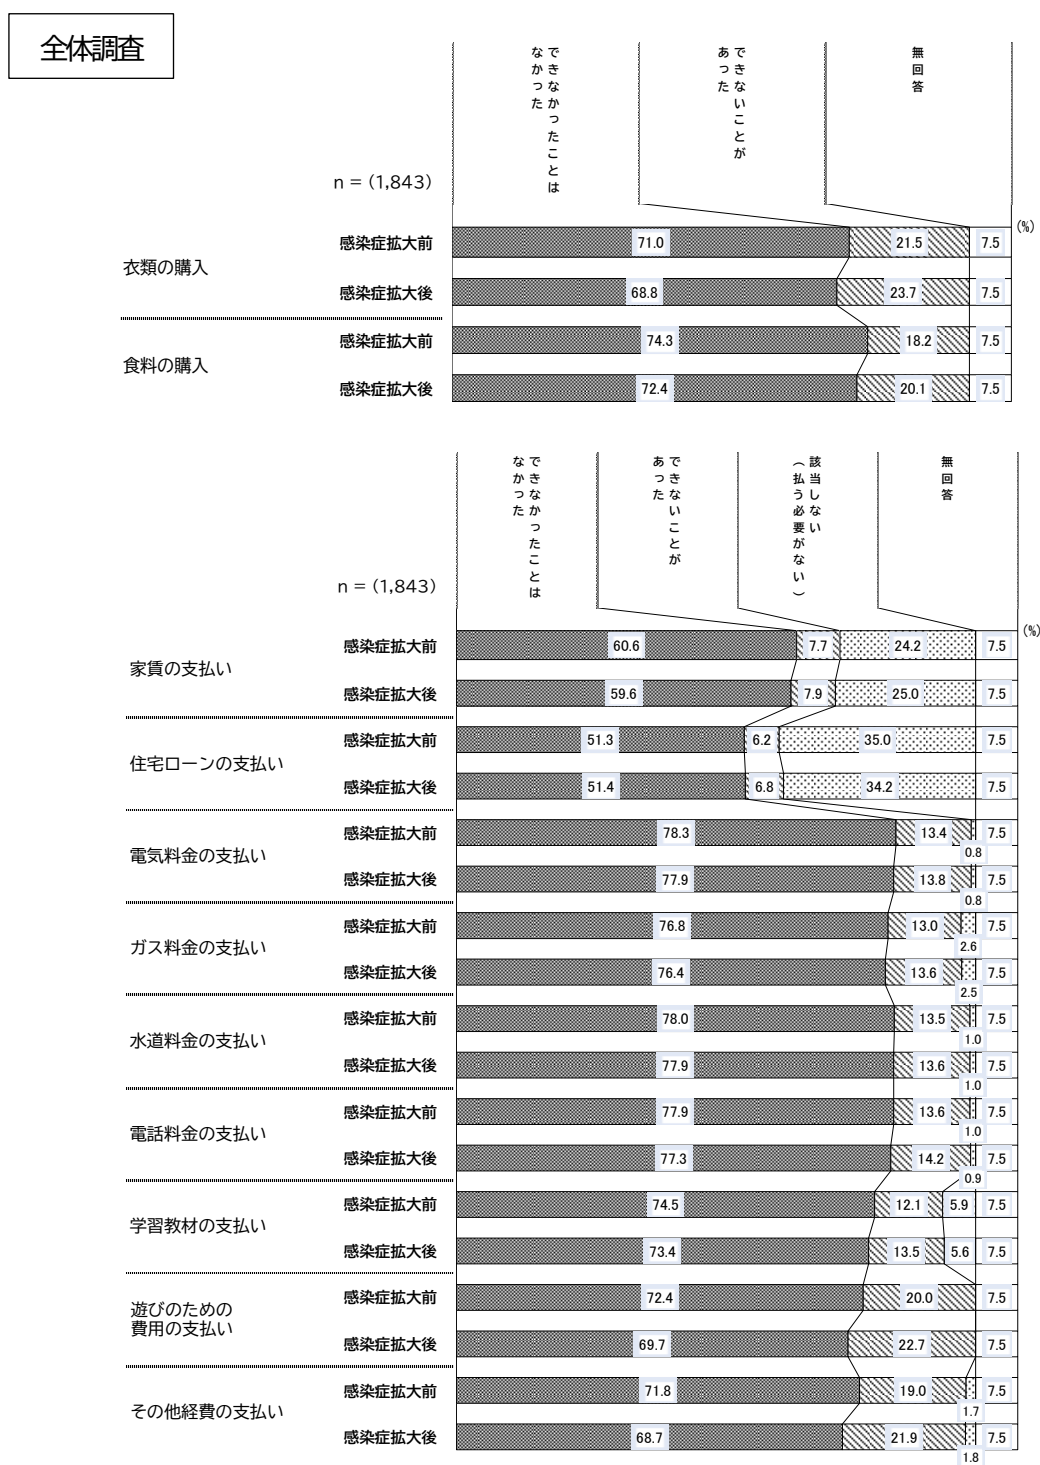 全体調査
できなかったことは
なかった
できないことが
あった
無回答
n = (1,843)
(%)
衣類の購入
感染症拡大前
71.0
21.5
7.5
感染症拡大後
68.8
23.7
7.5
食料の購入
感染症拡大前
74.3
18.2
7.5
感染症拡大後
72.4
20.1
7.5
できなかったことは
なかった
できないことが
あった
該当しない
（払う必要がない）
無回答
n = (1,843)
(%)
家賃の支払い
感染症拡大前
60.6
7.7
24.2
7.5
感染症拡大後
59.6
7.9
25.0
7.5
住宅ローンの支払い
感染症拡大前
51.3
6.2
35.0
7.5
感染症拡大後
51.4
6.8
34.2
7.5
電気料金の支払い
感染症拡大前
78.3
13.4
0.8
7.5
感染症拡大後
77.9
13.8
0.8
7.5
ガス料金の支払い
感染症拡大前
76.8
13.0
2.6
7.5
感染症拡大後
76.4
13.6
2.5
7.5
水道料金の支払い
感染症拡大前
78.0
13.5
1.0
7.5
感染症拡大後
77.9
13.6
1.0
7.5
電話料金の支払い
感染症拡大前
77.9
13.6
1.0
7.5
感染症拡大後
77.3
14.2
0.9
7.5
学習教材の支払い
感染症拡大前
74.5
12.1
5.9
7.5
感染症拡大後
73.4
13.5
5.6
7.5
遊びのための
費用の支払い
感染症拡大前
72.4
20.0
7.5
感染症拡大後
69.7
22.7
7.5
その他経費の支払い
感染症拡大前
71.8
19.0
1.7
7.5
感染症拡大後
68.7
21.9
1.8
7.5